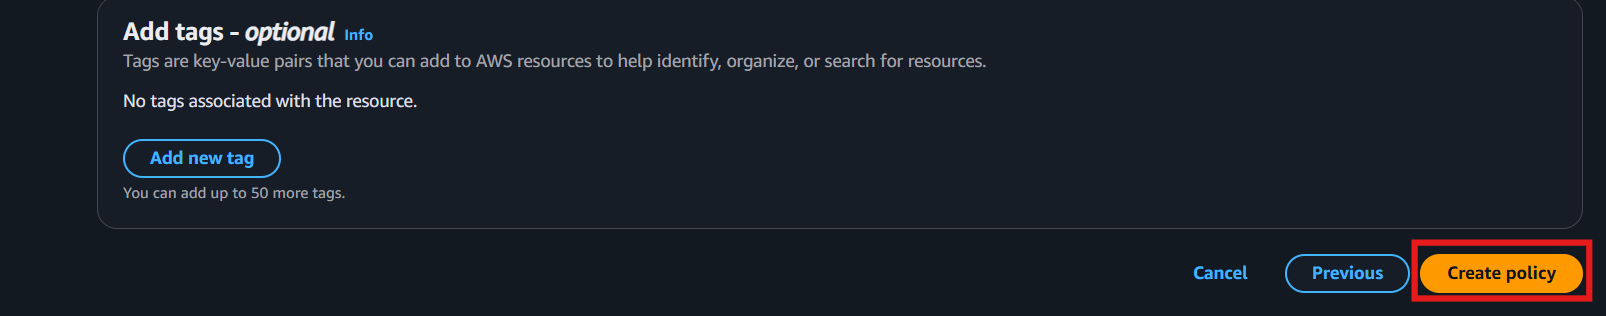 Add tags - optional Info
Tags are key-value pairs that you can add to AWS resources to help identify, organize, or search for resources.
No tags associated with the resource.
Add new tag
You can add up to 50 more tags.
Cancel Previous Create policy